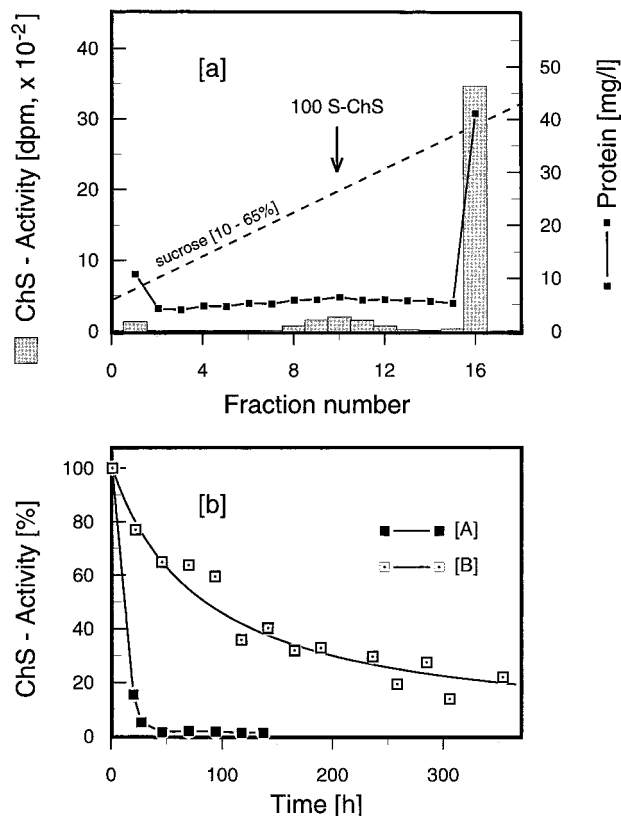 [a]
ChS - Activity [dpm, x 10-2]
45
40
30
20
10
0
100 S-ChS
sucrose [10 - 65%]
50
40
30
20
10
0
Protein [mg/l]
0 4 8 12 16
Fraction number
[b]
ChS - Activity [%]
100
80
60
40
20
0
[A]
[B]
0 100 200 300
Time [h]